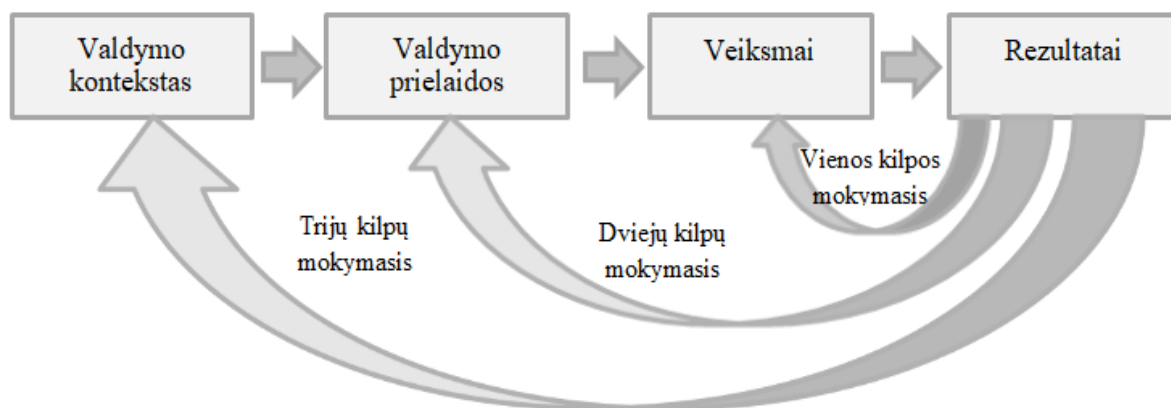 Valdymo
kontekstas
Valdymo
prielaidos
Veiksmai
Rezultatai
Vienos kilpos
mokymasis
Trijų kilpų
mokymasis
Dviejų kilpų
mokymasis